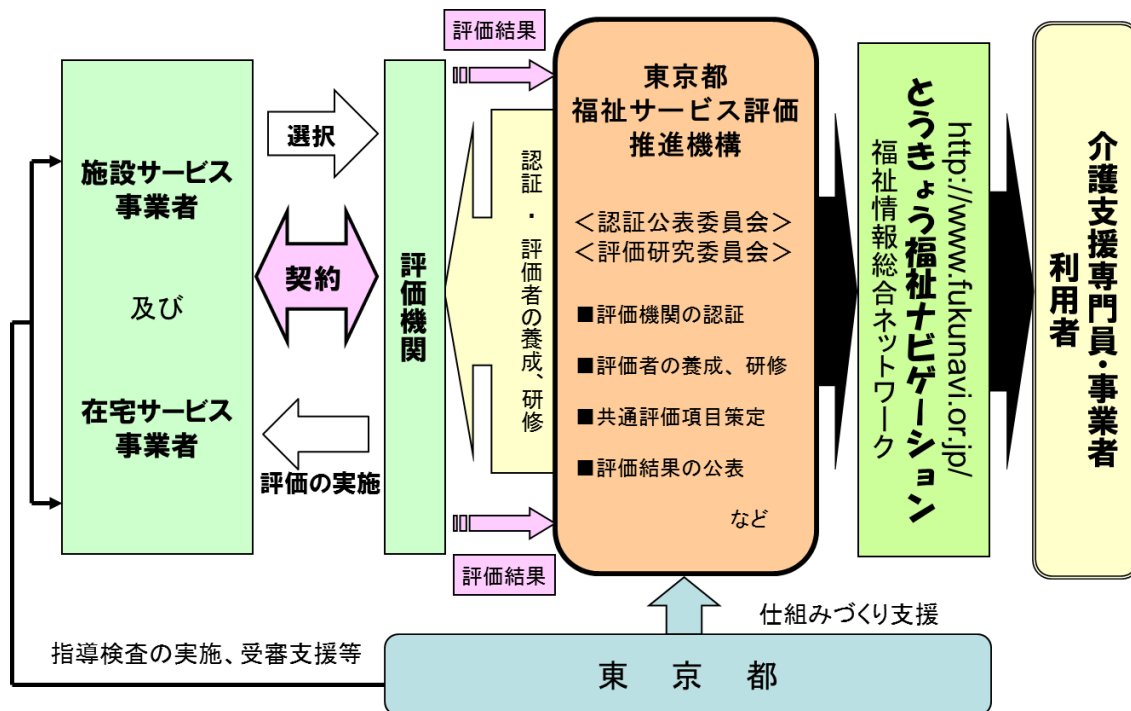 評価結果
施設サービス
事業者
及び
在宅サービス
事業者
選択
契約
評価の実施
評価機関
認証・評価者の養成、研修
評価結果
東京都
福祉サービス評価
推進機構
＜認証公表委員会＞
＜評価研究委員会＞
■評価機関の認証
■評価者の養成、研修
■共通評価項目策定
■評価結果の公表
など
http://www.fukunavi.or.jp/
とうきょう福祉ナビゲーション
福祉情報総合ネットワーク
介護支援専門員・事業者
利用者
仕組みづくり支援
指導検査の実施、受審支援等
東京都